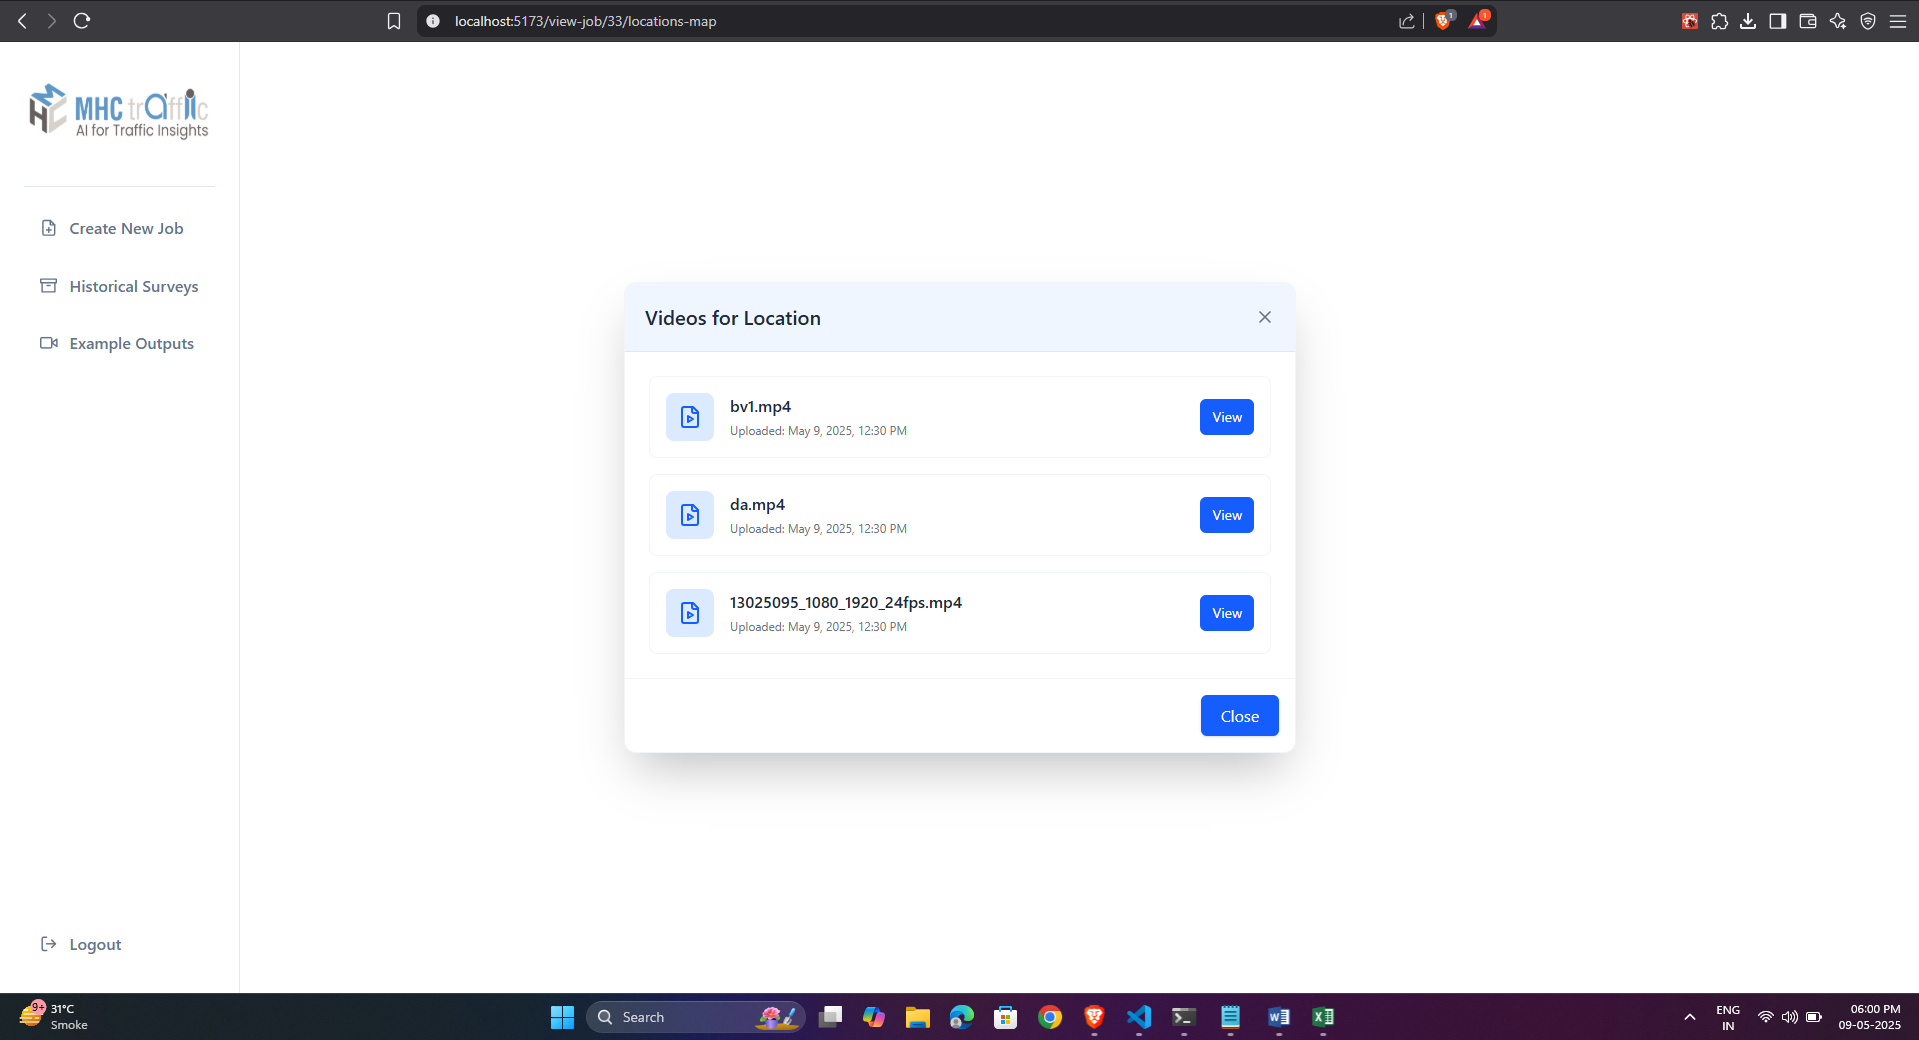 localhost:5173/view-job/33/locations-map
1
1
MHC traffic
AI for Traffic Insights
Create New Job
Historical Surveys
Example Outputs
Logout
Videos for Location
bv1.mp4
Uploaded: May 9, 2025, 12:30 PM
View
da.mp4
Uploaded: May 9, 2025, 12:30 PM
View
13025095_1080_1920_24fps.mp4
Uploaded: May 9, 2025, 12:30 PM
View
Close
9+
31°C
Smoke
Search
ENG
IN
06:00 PM
09-05-2025